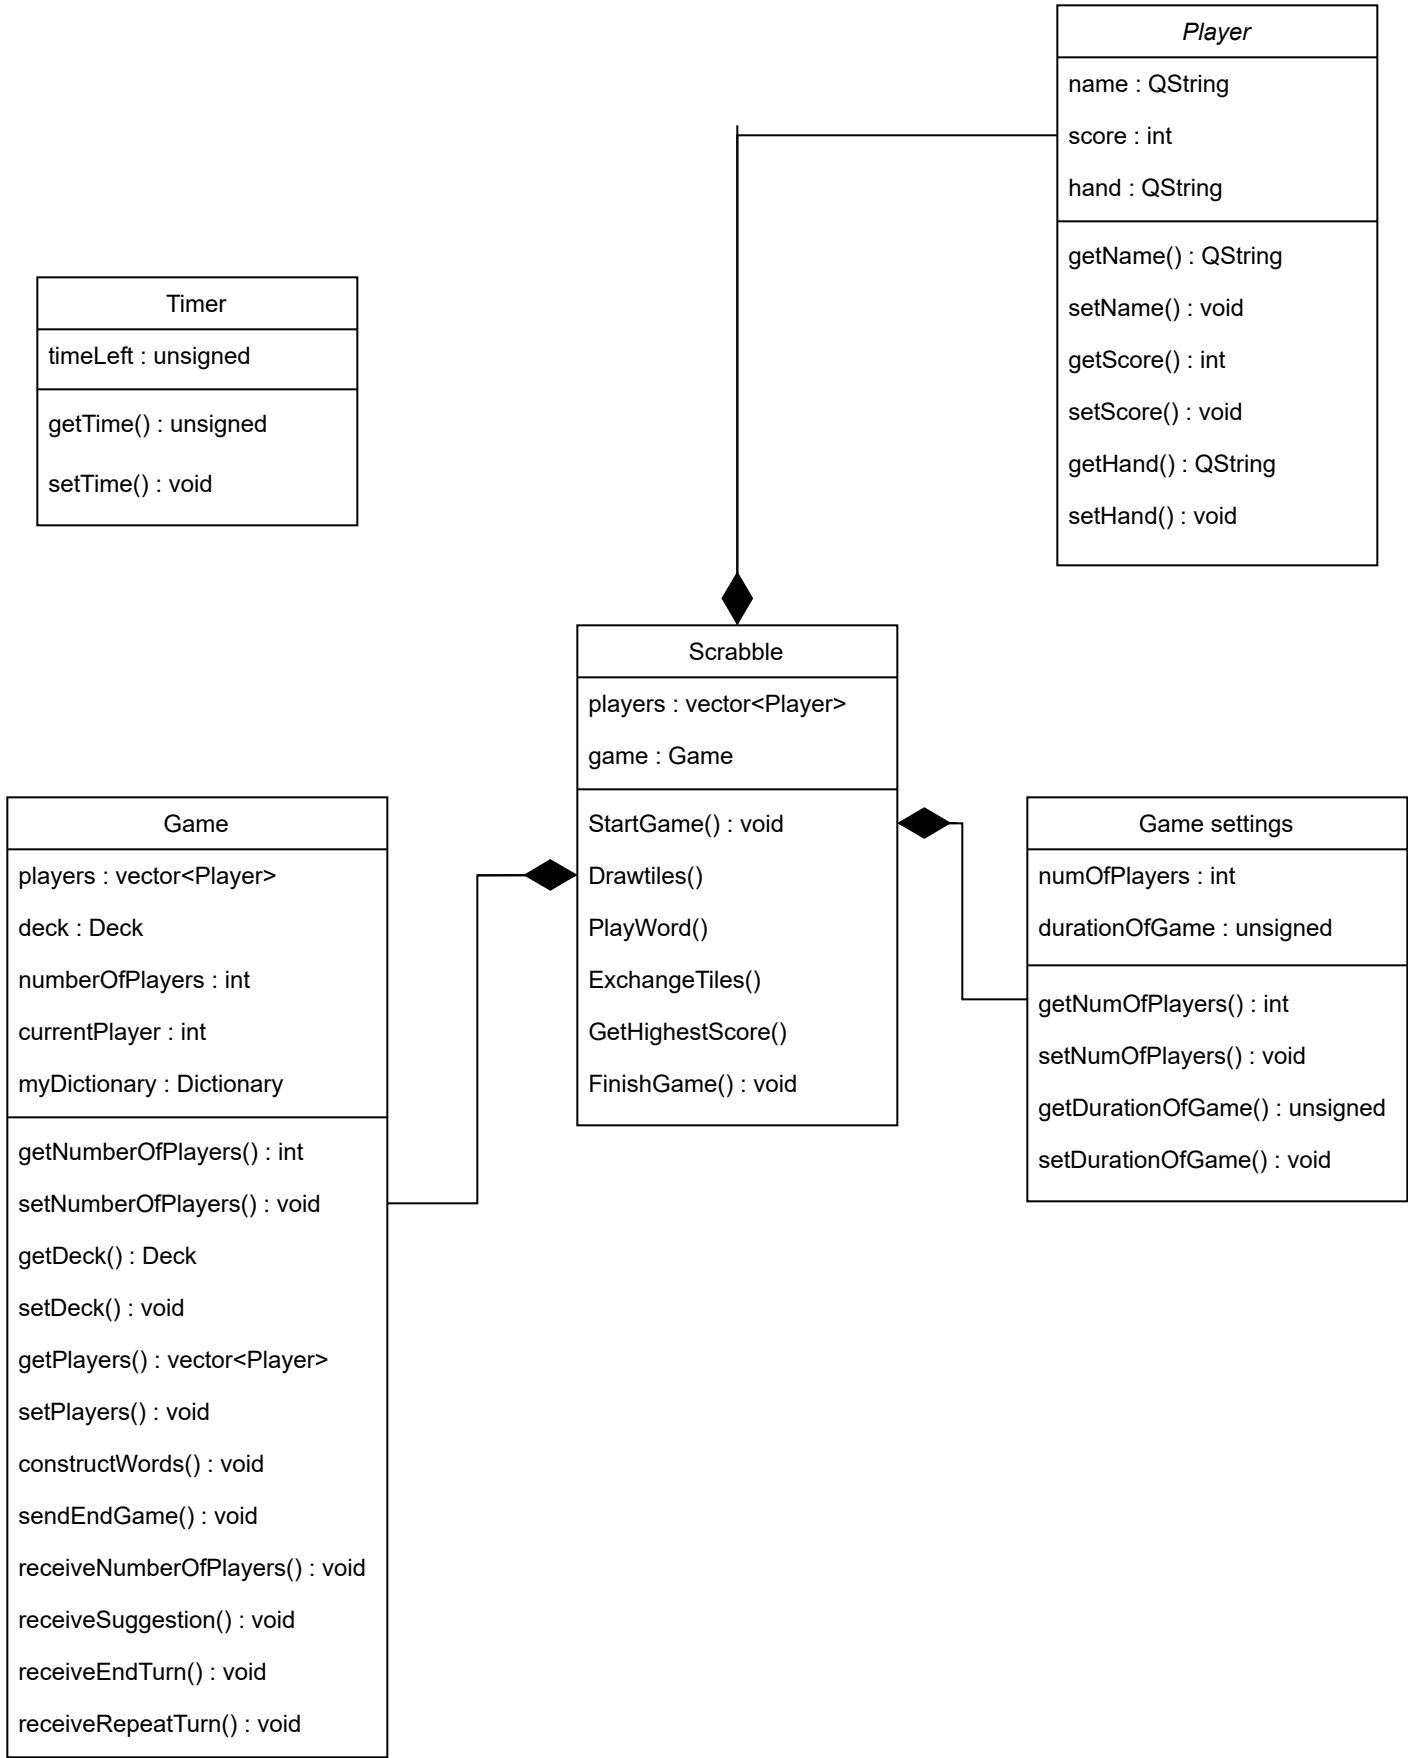 Player
name : QString
score : int
hand : QString
getName() : QString
setName() : void
getScore() : int
setScore() : void
getHand() : QString
setHand() : void
Timer
timeLeft : unsigned
getTime() : unsigned
setTime() : void
Scrabble
players : vector<Player>
game : Game
StartGame() : void
Drawtiles()
PlayWord()
ExchangeTiles()
GetHighestScore()
FinishGame() : void
Game
players : vector<Player>
deck : Deck
numberOfPlayers : int
currentPlayer : int
myDictionary : Dictionary
getNumberOfPlayers() : int
setNumberOfPlayers() : void
getDeck() : Deck
setDeck() : void
getPlayers() : vector<Player>
setPlayers() : void
constructWords() : void
sendEndGame() : void
receiveNumberOfPlayers() : void
receiveSuggestion() : void
receiveEndTurn() : void
receiveRepeatTurn() : void
Game settings
numOfPlayers : int
durationOfGame : unsigned
getNumOfPlayers() : int
setNumOfPlayers() : void
getDurationOfGame() : unsigned
setDurationOfGame() : void